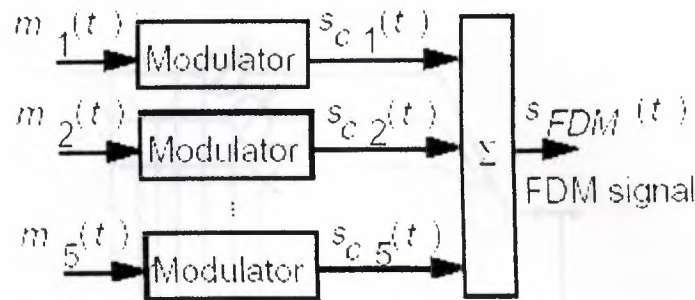 m 1(t) s c 1(t)
Modulator
m 2(t) s c 2(t) s FDM (t)
Modulator Σ
FDM signal
⋮
m 5(t) s c 5(t)
Modulator